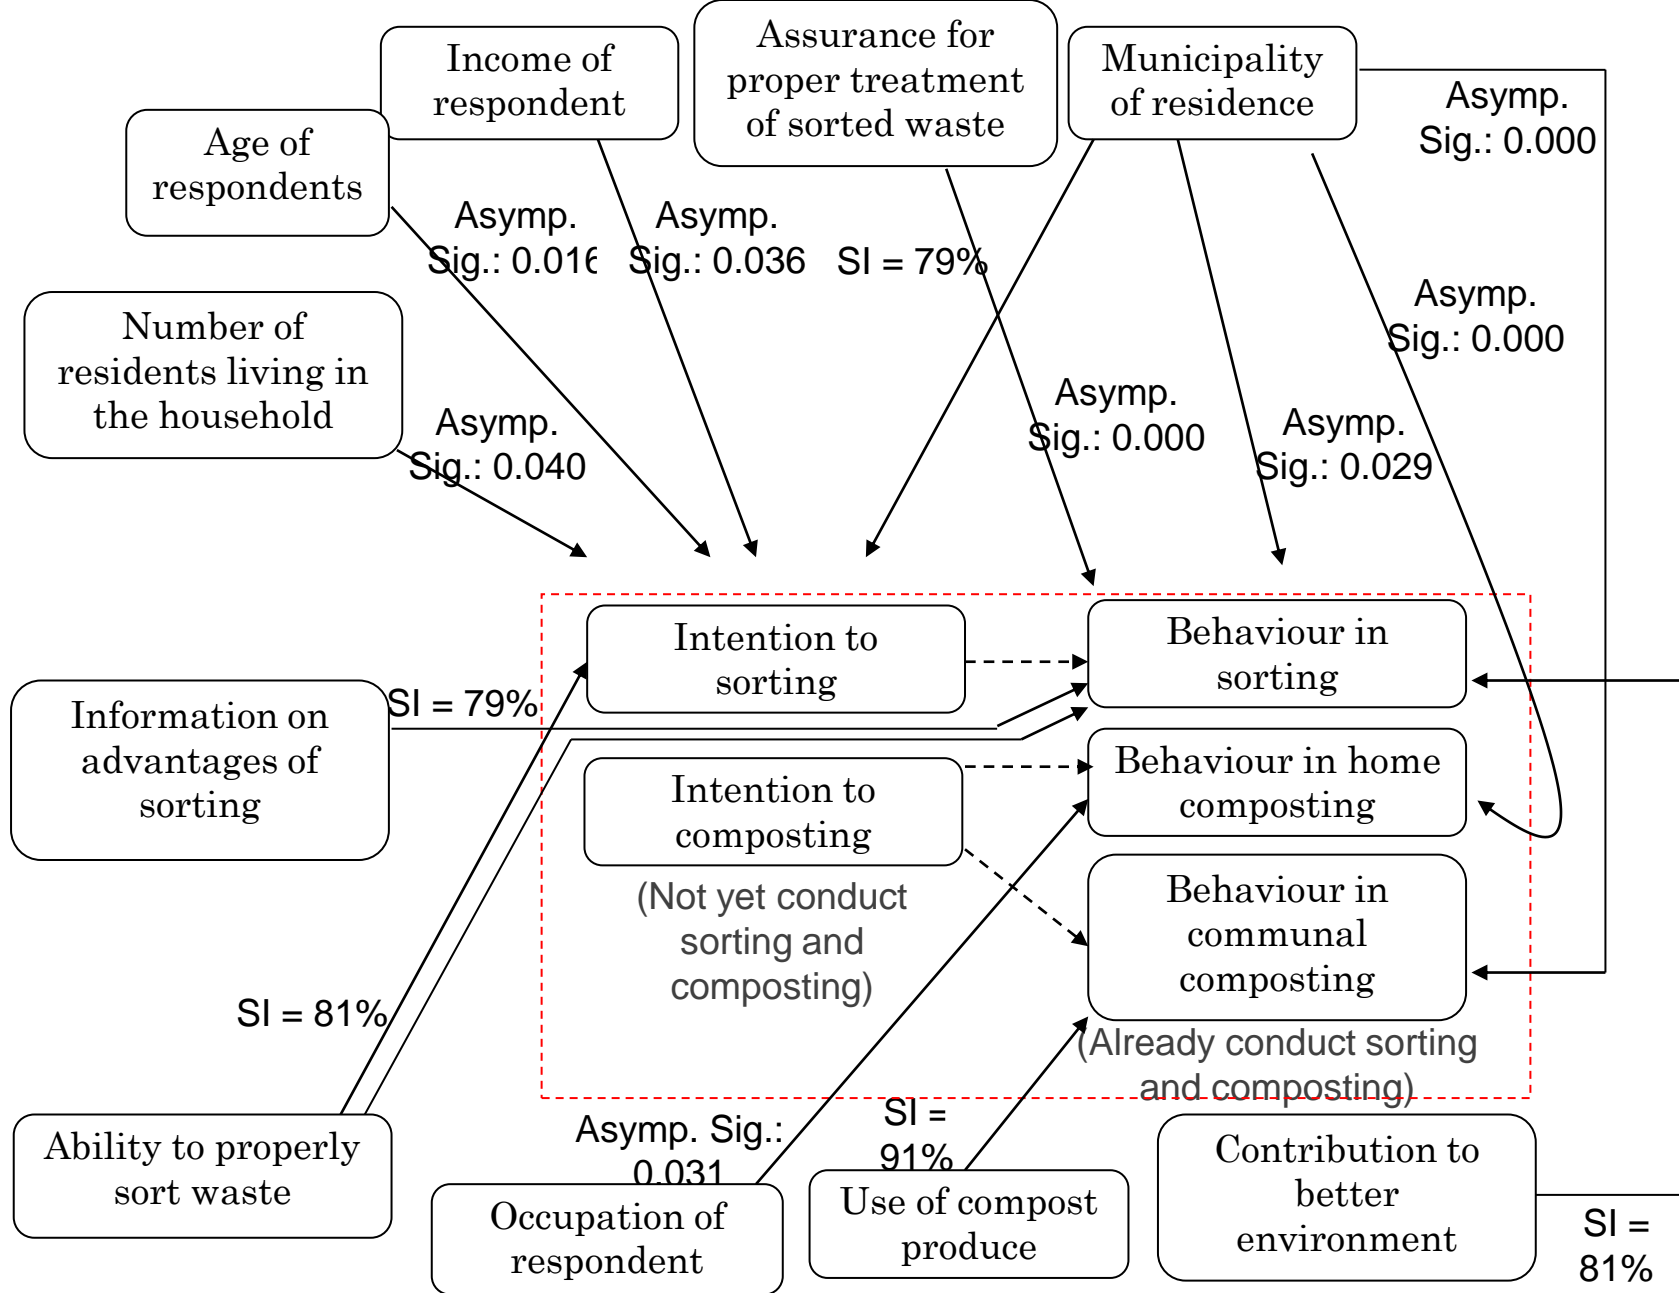 Income of
respondent
Assurance for
proper treatment
of sorted waste
Municipality
of residence
Asymp.
Sig.: 0.000
Age of
respondents
Asymp.
Sig.: 0.016
Asymp.
Sig.: 0.036
SI = 79%
Asymp.
Sig.: 0.000
Number of
residents living in
the household
Asymp.
Sig.: 0.040
Asymp.
Sig.: 0.000
Asymp.
Sig.: 0.029
Intention to
sorting
Behaviour in
sorting
Information on
advantages of
sorting
SI = 79%
Intention to
composting
Behaviour in home
composting
(Not yet conduct
sorting and
composting)
Behaviour in
communal
composting
SI = 81%
(Already conduct sorting
and composting)
Ability to properly
sort waste
Asymp. Sig.:
0.031
Occupation of
respondent
SI =
91%
Use of compost
produce
Contribution to
better
environment
SI =
81%